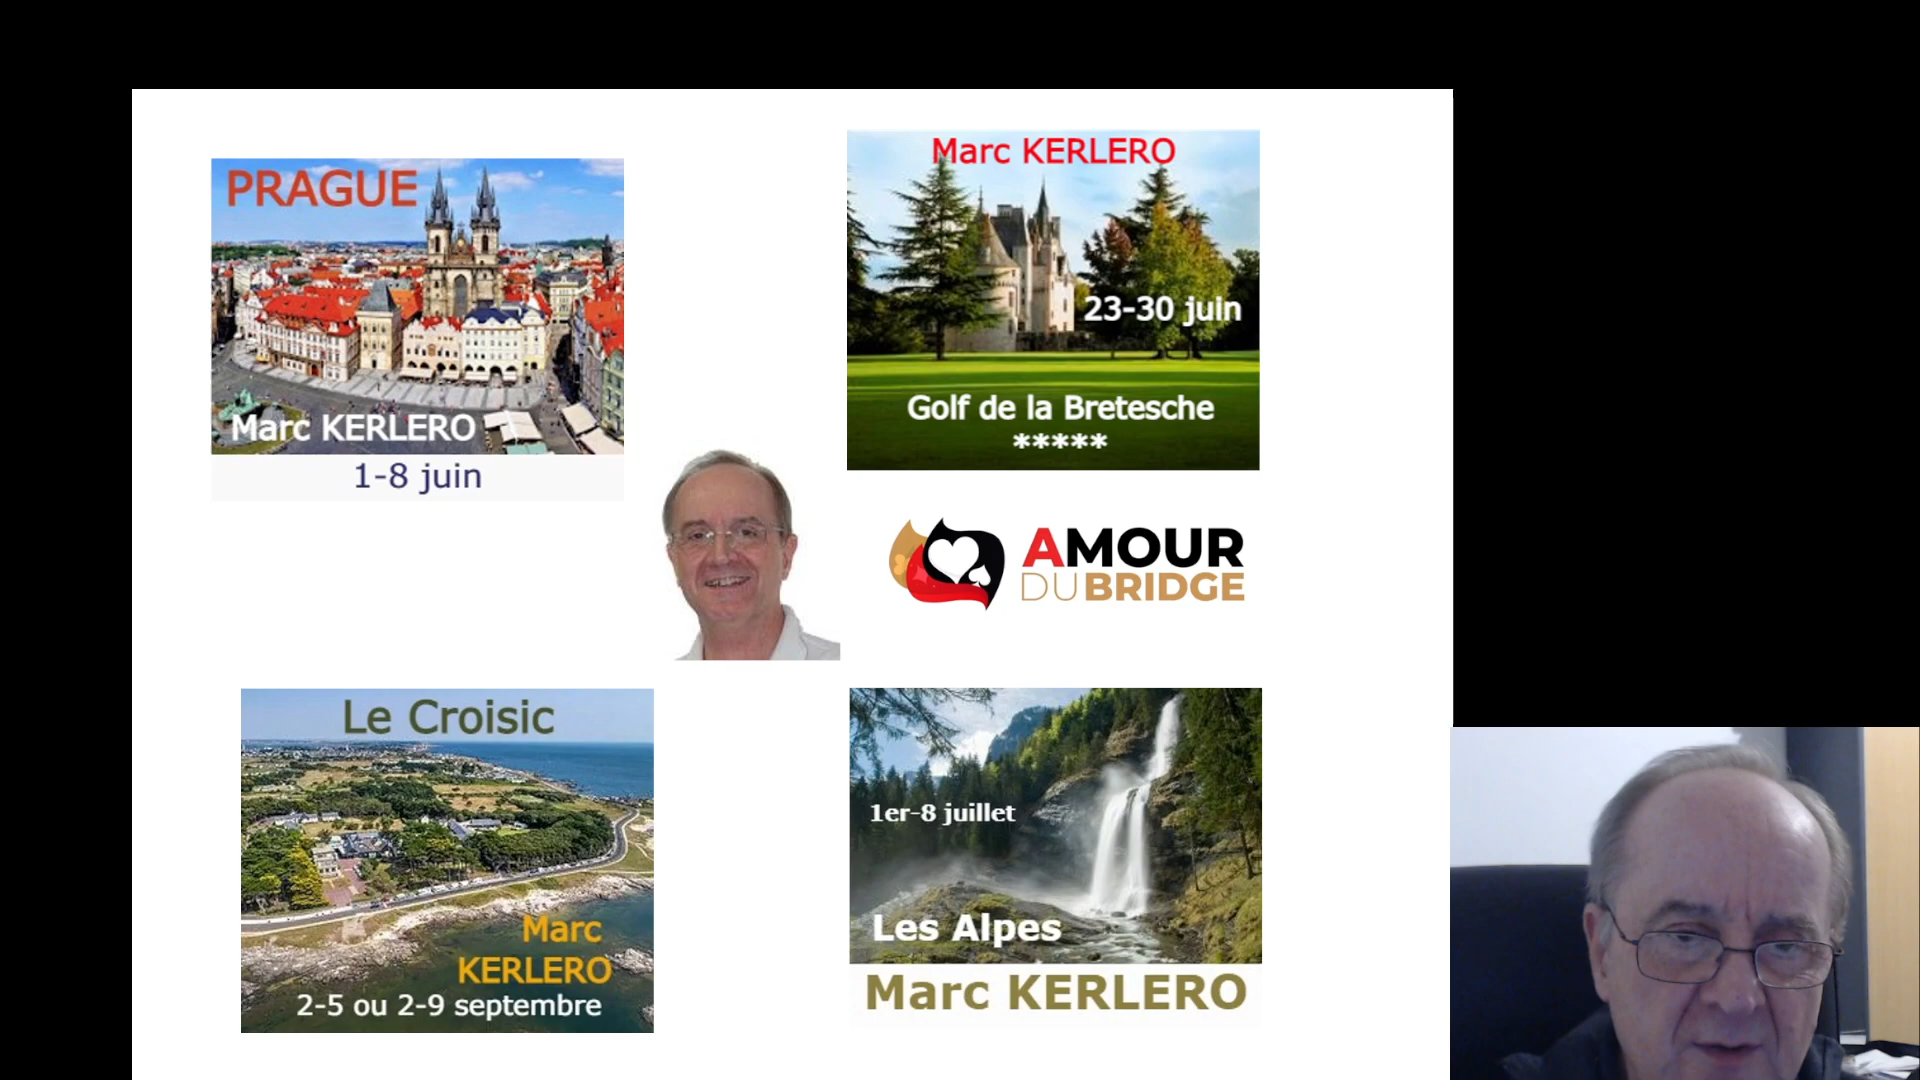 PRAGUE
Marc KERLERO
1-8 juin
Marc KERLERO
23-30 juin
Golf de la Bretesche
*****
AMOUR
DU BRIDGE
Le Croisic
Marc
KERLERO
2-5 ou 2-9 septembre
1er-8 juillet
Les Alpes
Marc KERLERO